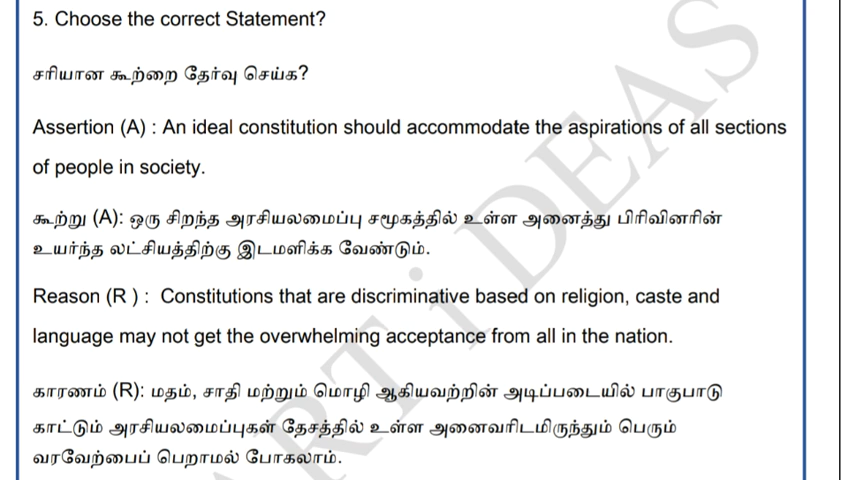 5. Choose the correct Statement?
சரியான கூற்றை தேர்வு செய்க?
Assertion (A) : An ideal constitution should accommodate the aspirations of all sections
of people in society.
கூற்று (A): ஒரு சிறந்த அரசியலமைப்பு சமூகத்தில் உள்ள அனைத்து பிரிவினரின்
உயர்ந்த லட்சியத்திற்கு இடமளிக்க வேண்டும்.
Reason (R ) :  Constitutions that are discriminative based on religion, caste and
language may not get the overwhelming acceptance from all in the nation.
காரணம் (R): மதம், சாதி மற்றும் மொழி ஆகியவற்றின் அடிப்படையில் பாகுபாடு
காட்டும் அரசியலமைப்புகள் தேசத்தில் உள்ள அனைவரிடமிருந்தும் பெரும்
வரவேற்பைப் பெறாமல் போகலாம்.
ART i DEAS